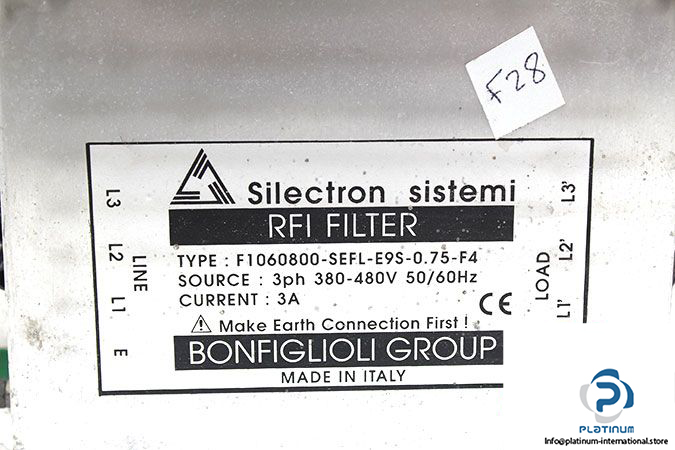 F28
Silectron sistemi
RFI FILTER
TYPE : F1060800-SEFL-E9S-0.75-F4
SOURCE : 3ph 380-480V 50/60Hz
CURRENT : 3A
CE
Make Earth Connection First !
BONFIGLIOLI GROUP
MADE IN ITALY
L3 L2 L1 E
LINE
LOAD
L3' L2' L1'
PLATINUM
info@platinum-international.store